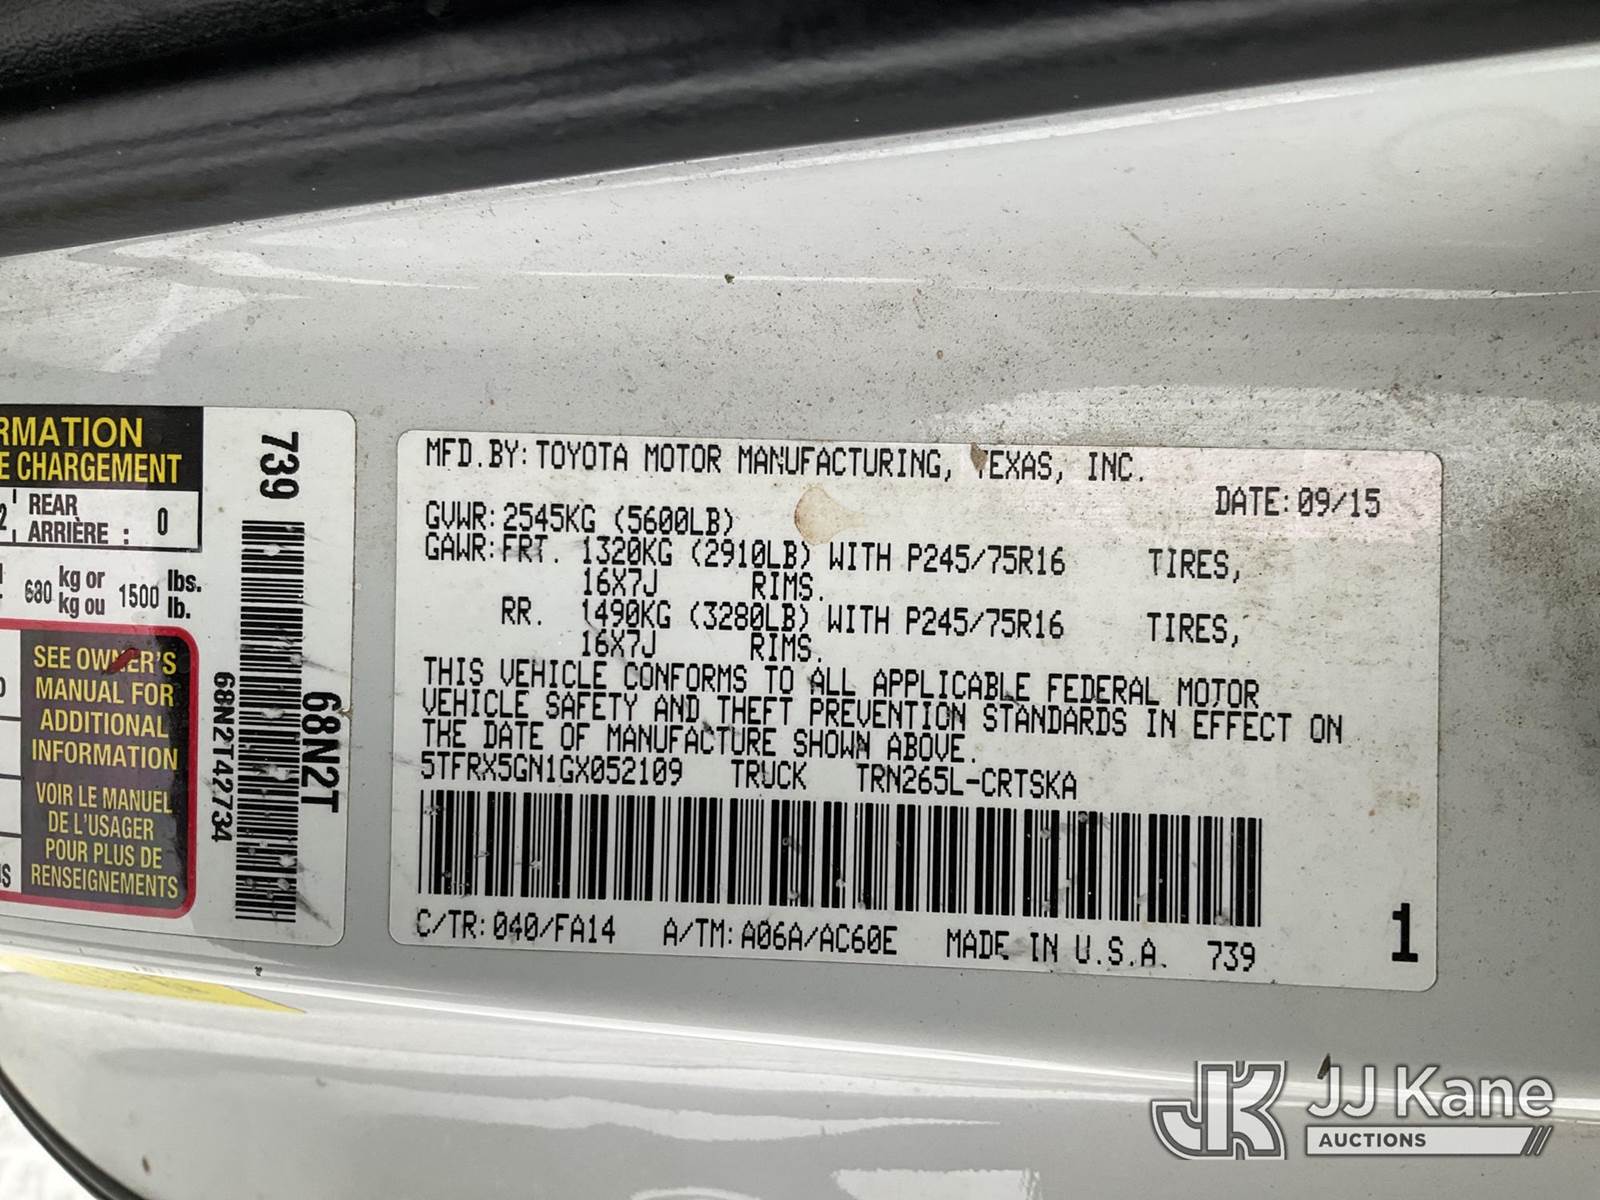 RMATION
E CHARGEMENT
REAR
ARRIÈRE : 0
680 kg or 1500 lbs.
kg ou lb.
SEE OWNER'S
MANUAL FOR
ADDITIONAL
INFORMATION
VOIR LE MANUEL
DE L'USAGER
POUR PLUS DE
RENSEIGNEMENTS
739
68N2T
68N2T42734
MFD.BY:TOYOTA MOTOR MANUFACTURING, TEXAS, INC.
DATE:09/15
GVWR:2545KG (5600LB)
GAWR:FRT. 1320KG (2910LB) WITH P245/75R16 TIRES,
16X7J RIMS.
RR. 1490KG (3280LB) WITH P245/75R16 TIRES,
16X7J RIMS.
THIS VEHICLE CONFORMS TO ALL APPLICABLE FEDERAL MOTOR
VEHICLE SAFETY AND THEFT PREVENTION STANDARDS IN EFFECT ON
THE DATE OF MANUFACTURE SHOWN ABOVE.
5TFRX5GN1GX052109 TRUCK TRN265L-CRTSKA
C/TR:040/FA14 A/TM:A06A/AC60E MADE IN U.S.A. 739
1
JK JJ Kane
AUCTIONS